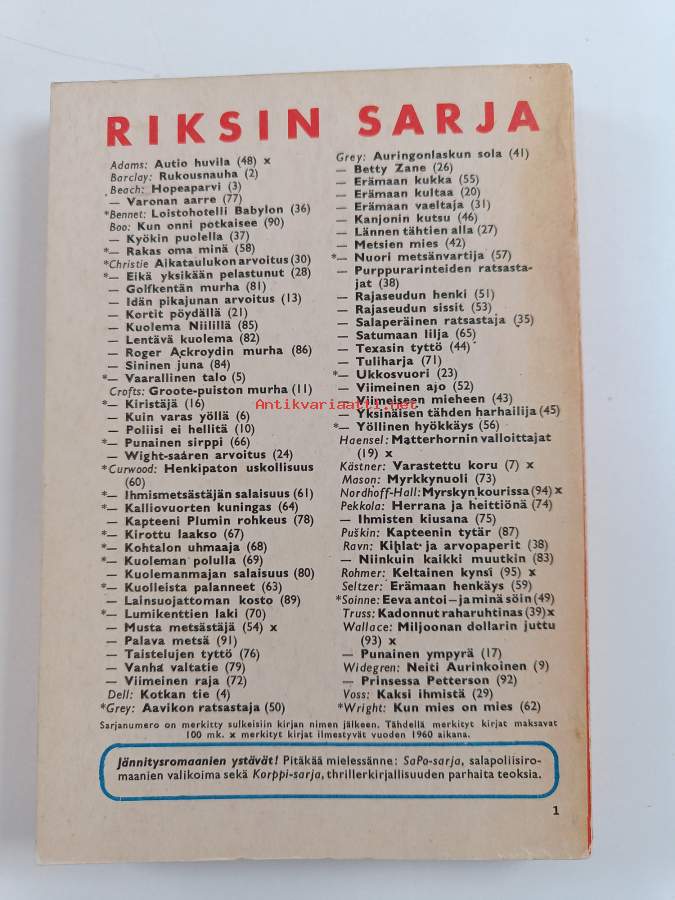 RIKSIN SARJA
Adams: Autio huvila (48) x
Barclay: Rukousnauha (2)
Beach: Hopeaparvi (3)
— Varonan aarre (77)
*Bennet: Loistohotelli Babylon (36)
Boo: Kun onni potkaisee (90)
— Kyökin puolella (37)
*— Rakas oma minä (58)
*Christie Aikataulukon arvoitus (30)
*— Eikä yksikään pelastunut (28)
— Golfkentän murha (81)
— Idän pikajunan arvoitus (13)
— Kortit pöydällä (21)
— Kuolema Niilillä (85)
— Lentävä kuolema (82)
— Roger Ackroydin murha (86)
— Sininen juna (84)
*— Vaarallinen talo (5)
Crofts: Groote-puiston murha (11)
*— Kiristäjä (16)
— Kuin varas yöllä (6)
— Poliisi ei hellitä (10)
*— Punainen sirppi (66)
— Wight-saaren arvoitus (24)
*Curwood: Henkipaton uskollisuus
(60)
*— Ihmismetsästäjän salaisuus (61)
*— Kalliovuorten kuningas (64)
— Kapteeni Plumin rohkeus (78)
*— Kirottu laakso (67)
*— Kohtalon uhmaaja (68)
*— Kuoleman polulla (69)
— Kuolemanmajan salaisuus (80)
*— Kuolleista palanneet (63)
— Lainsuojattoman kosto (89)
*— Lumikenttien laki (70)
— Musta metsästäjä (54) x
— Palava metsä (91)
— Taistelujen tyttö (76)
— Vanha valtatie (79)
— Viimeinen raja (72)
Dell: Kotkan tie (4)
*Grey: Aavikon ratsastaja (50)
Grey: Auringonlaskun sola (41)
— Betty Zane (26)
— Erämaan kukka (55)
— Erämaan kultaa (20)
— Erämaan vaeltaja (31)
— Kanjonin kutsu (46)
— Lännen tähtien alla (27)
— Metsien mies (42)
*— Nuori metsänvartija (57)
— Purppurarinteiden ratsasta-
jat (38)
— Rajaseudun henki (51)
— Rajaseudun sissit (53)
— Salaperäinen ratsastaja (35)
— Satumaan lilja (65)
— Texasin tyttö (44)
— Tuliharja (71)
*— Ukkosvuori (23)
— Viimeinen ajo (52)
— Viimeiseen mieheen (43)
— Yksinäisen tähden harhailija (45)
*— Yöllinen hyökkäys (56)
Haensel: Matterhornin valloittajat
(19) x
Kästner: Varastettu koru (7) x
Mason: Myrkkynuoli (73)
Nordhoff-Hall: Myrskyn kourissa (94) x
Pekkola: Herrana ja heittiönä (74)
— Ihmisten kiusana (75)
Puškin: Kapteenin tytär (87)
Ravn: Kihlat ja arvopaperit (38)
— Niinkuin kaikki muutkin (83)
Rohmer: Keltainen kynsi (95) x
Seltzer: Erämaan henkäys (59)
*Soinne: Eeva antoi — ja minä söin (49)
Truss: Kadonnut raharuhtinas (39) x
Wallace: Miljoonan dollarin juttu
(93) x
— Punainen ympyrä (17)
Widegren: Neiti Aurinkoinen (9)
— Prinsessa Petterson (92)
Voss: Kaksi ihmistä (29)
*Wright: Kun mies on mies (62)
Antikvariaatti.net
Sarjanumero on merkitty sulkeisiin kirjan nimen jälkeen. Tähdellä merkityt kirjat maksavat
100 mk. x merkityt kirjat ilmestyvät vuoden 1960 aikana.
Jännitysromaanien ystävät! Pitäkää mielessänne: SaPo-sarja, salapoliisiro-
maanien valikoima sekä Korppi-sarja, thrillerkirjallisuuden parhaita teoksia.
1